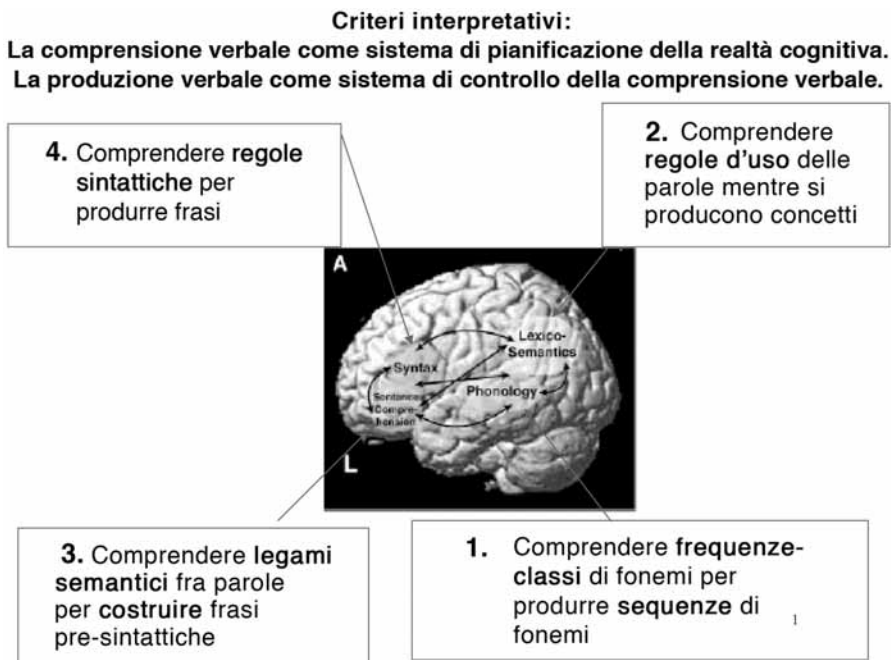 Criteri interpretativi:
La comprensione verbale come sistema di pianificazione della realtà cognitiva.
La produzione verbale come sistema di controllo della comprensione verbale.
4. Comprendere regole
sintattiche per
produrre frasi
2. Comprendere
regole d'uso delle
parole mentre si
producono concetti
A
Lexico-
Semantics
Syntax
Phonology
Sentence
Compre-
hension
L
3. Comprendere legami
semantici fra parole
per costruire frasi
pre-sintattiche
1. Comprendere frequenze-
classi di fonemi per
produrre sequenze di
fonemi
1